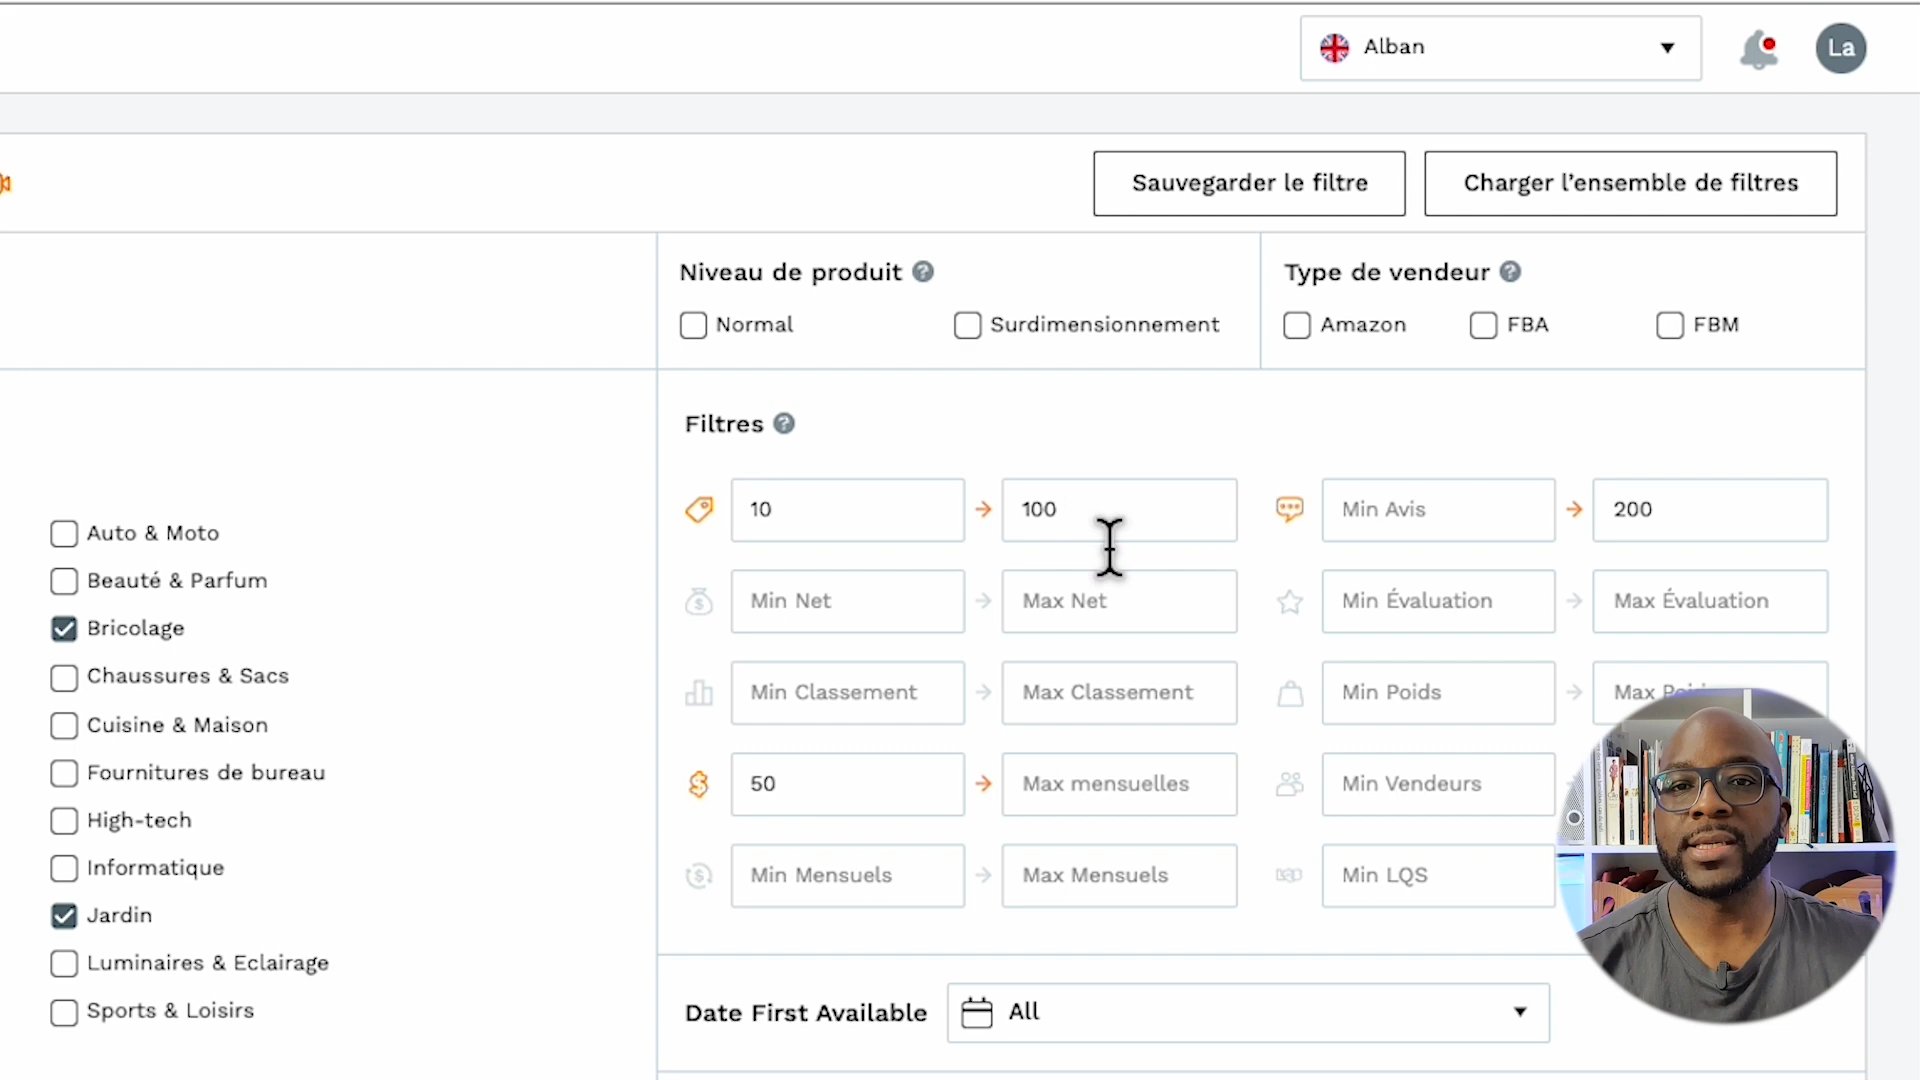 Alban
La
Sauvegarder le filtre
Charger l'ensemble de filtres
Niveau de produit ?
Type de vendeur ?
Normal
Surdimensionnement
Amazon
FBA
FBM
Filtres ?
10
100
Min Avis
200
Min Net
Max Net
Min Évaluation
Max Évaluation
Min Classement
Max Classement
Min Poids
Max
50
Max mensuelles
Min Vendeurs
Min Mensuels
Max Mensuels
Min LQS
Auto & Moto
Beauté & Parfum
Bricolage
Chaussures & Sacs
Cuisine & Maison
Fournitures de bureau
High-tech
Informatique
Jardin
Luminaires & Eclairage
Sports & Loisirs
Date First Available
All